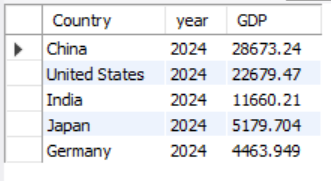 Country year GDP
China 2024 28673.24
United States 2024 22679.47
India 2024 11660.21
Japan 2024 5179.704
Germany 2024 4463.949